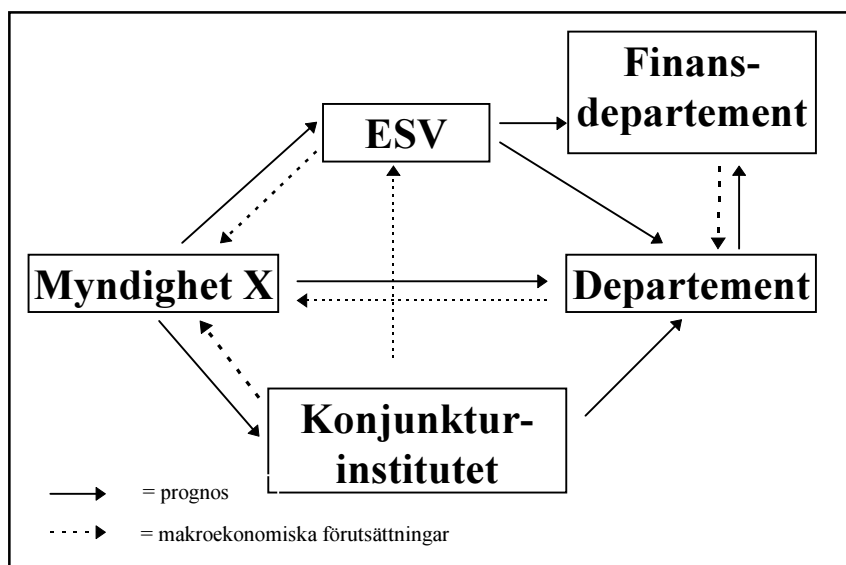 Finans-
departement
ESV
Myndighet X
Departement
Konjunktur-
institutet
= prognos
= makroekonomiska förutsättningar